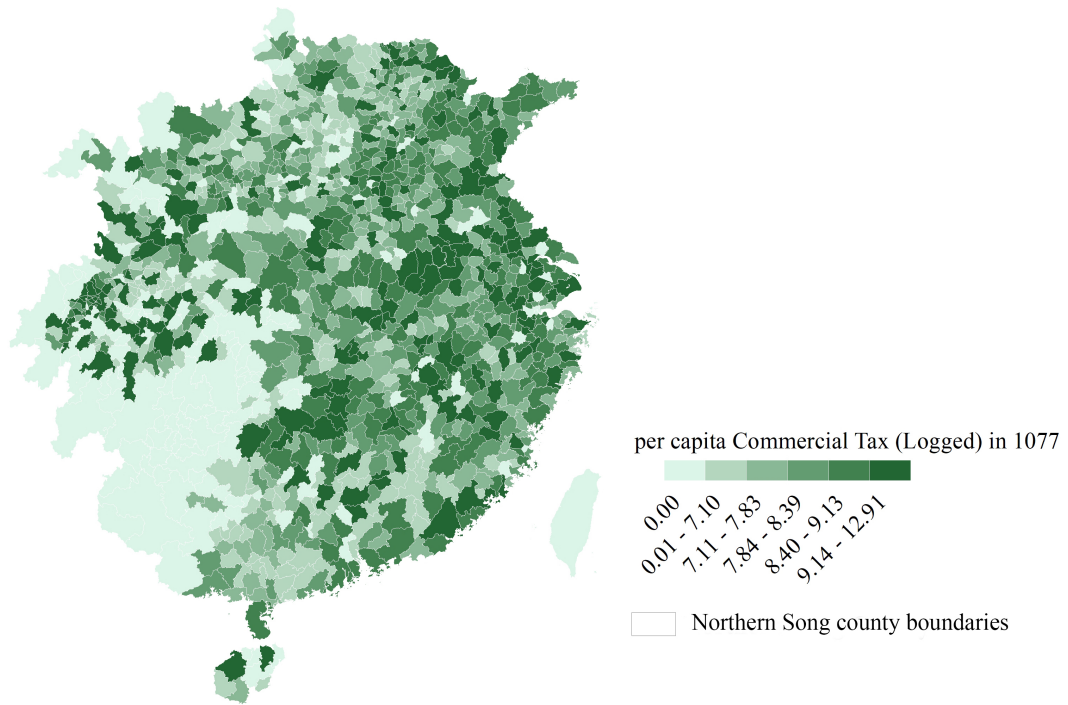 per capita Commercial Tax (Logged) in 1077
0.00
0.01 - 7.10
7.11 - 7.83
7.84 - 8.39
8.40 - 9.13
9.14 - 12.91
Northern Song county boundaries